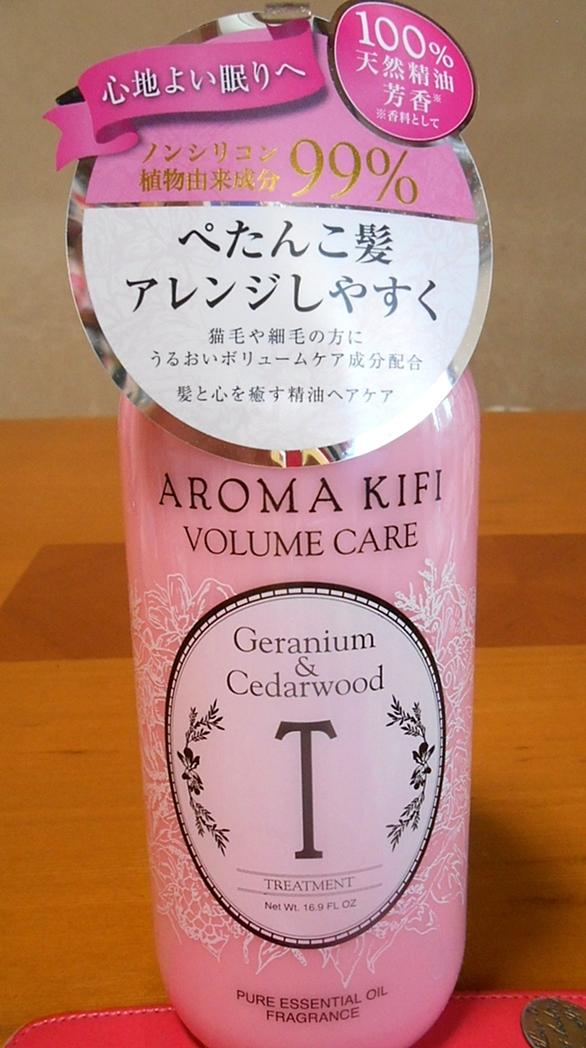 心地よい眠りへ
100%
天然精油
芳香※
※香料として
ノンシリコン
植物由来成分 99%
ぺたんこ髪
アレンジしやすく
猫毛や細毛の方に
うるおいボリュームケア成分配合
髪と心を癒す精油ヘアケア
AROMA KIFI
VOLUME CARE
Geranium
&
Cedarwood
T
TREATMENT
Net Wt. 16.9 FL OZ
PURE ESSENTIAL OIL
FRAGRANCE